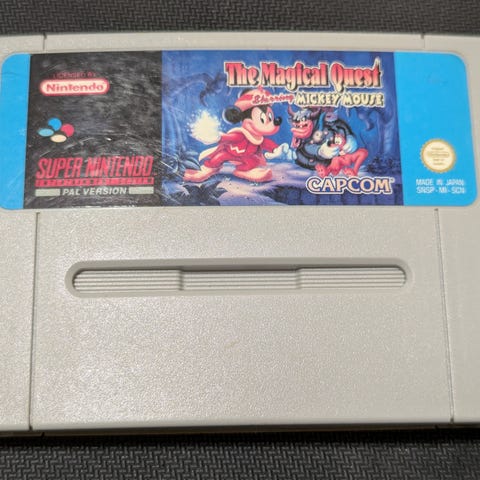 LICENSED BY
Nintendo
SUPER NINTENDO
ENTERTAINMENT SYSTEM
PAL VERSION
The Magical Quest
Starring MICKEY MOUSE
CAPCOM
MADE IN JAPAN
SNSP-MI-SCN